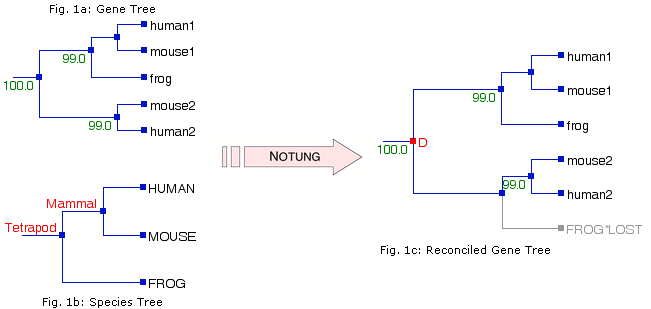 Fig. 1a: Gene Tree
human1
mouse1
99.0
frog
100.0
mouse2
99.0
human2
HUMAN
Mammal
Tetrapod
MOUSE
FROG
Fig. 1b: Species Tree
NOTUNG
human1
mouse1
99.0
frog
D
100.0
mouse2
99.0
human2
FROG*LOST
Fig. 1c: Reconciled Gene Tree